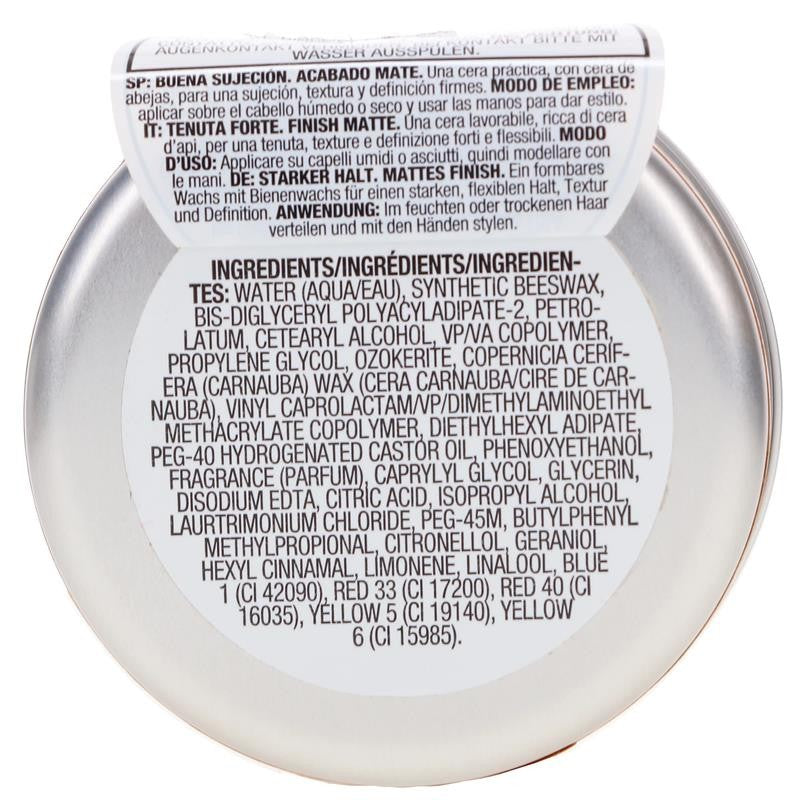 AUGENKONTAKT VERMEIDEN. BEI KONTAKT BITTE MIT
WASSER AUSSPÜLEN.
SP: BUENA SUJECIÓN. ACABADO MATE. Una cera práctica, con cera de
abejas, para una sujeción, textura y definición firmes. MODO DE EMPLEO:
aplicar sobre el cabello húmedo o seco y usar las manos para dar estilo.
IT: TENUTA FORTE. FINISH MATTE. Una cera lavorabile, ricca di cera
d'api, per una tenuta, texture e definizione forti e flessibili. MODO
D'USO: Applicare su capelli umidi o asciutti, quindi modellare con
le mani. DE: STARKER HALT. MATTES FINISH. Ein formbares
Wachs mit Bienenwachs für einen starken, flexiblen Halt, Textur
und Definition. ANWENDUNG: Im feuchten oder trockenen Haar
verteilen und mit den Händen stylen.
INGREDIENTS/INGRÉDIENTS/INGREDIEN-
TES: WATER (AQUA/EAU), SYNTHETIC BEESWAX,
BIS-DIGLYCERYL POLYACYLADIPATE-2, PETRO-
LATUM, CETEARYL ALCOHOL, VP/VA COPOLYMER,
PROPYLENE GLYCOL, OZOKERITE, COPERNICIA CERIF-
ERA (CARNAUBA) WAX (CERA CARNAUBA/CIRE DE CAR-
NAUBA), VINYL CAPROLACTAM/VP/DIMETHYLAMINOETHYL
METHACRYLATE COPOLYMER, DIETHYLHEXYL ADIPATE,
PEG-40 HYDROGENATED CASTOR OIL, PHENOXYETHANOL,
FRAGRANCE (PARFUM), CAPRYLYL GLYCOL, GLYCERIN,
DISODIUM EDTA, CITRIC ACID, ISOPROPYL ALCOHOL,
LAURTRIMONIUM CHLORIDE, PEG-45M, BUTYLPHENYL
METHYLPROPIONAL, CITRONELLOL, GERANIOL,
HEXYL CINNAMAL, LIMONENE, LINALOOL, BLUE
1 (CI 42090), RED 33 (CI 17200), RED 40 (CI
16035), YELLOW 5 (CI 19140), YELLOW
6 (CI 15985).